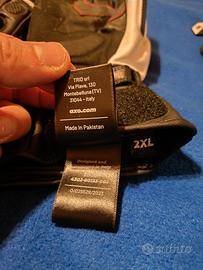 TRIO srl
Via Piave, 130
Montebelluna (TV)
31044 - Italy
axo.com
Made in Pakistan
2XL
Designed and
subito